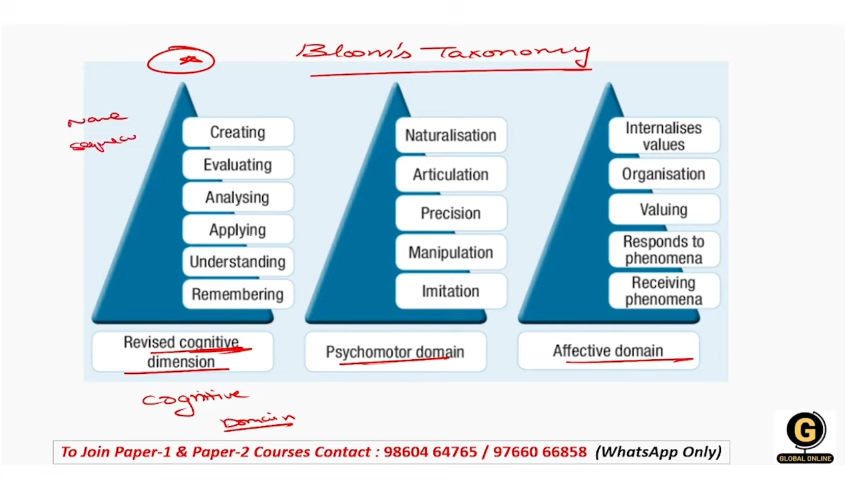 Bloom's Taxonomy
Name
Creating
Evaluating
Analysing
Applying
Understanding
Remembering
Revised cognitive
dimension
Naturalisation
Articulation
Precision
Manipulation
Imitation
Psychomotor domain
Internalises
values
Organisation
Valuing
Responds to
phenomena
Receiving
phenomena
Affective domain
Cognitive
Domain
To Join Paper-1 & Paper-2 Courses Contact : 98604 64765 / 97660 66858 (WhatsApp Only)
G
GLOBAL ONLINE